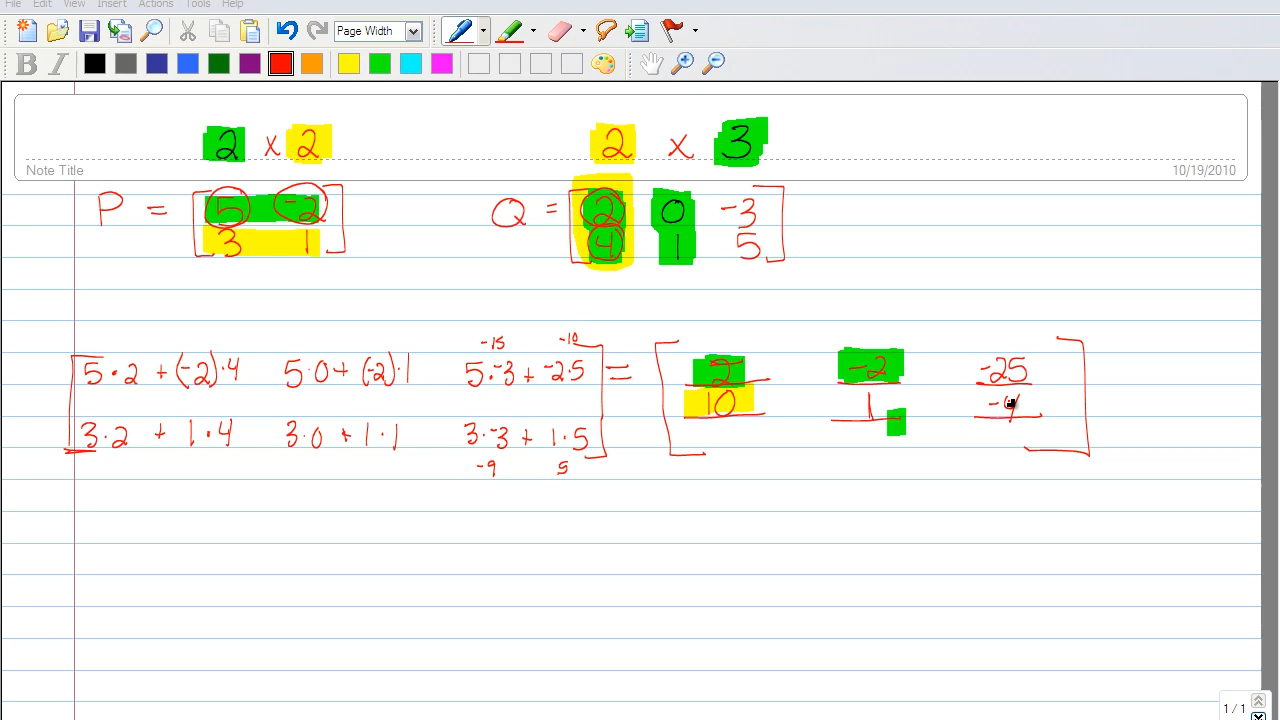 File Edit View Insert Actions Tools Help
Page Width
B I
2 x 2 2 x 3
Note Title 10/19/2010
P = [5 -2 Q = [2 0 -3
3 1] 4 1 5]
-15 -10
[5·2 + (-2)·4 5·0 + (-2)·1 5·-3 + -2·5 = [2 -2 -25
10 1 -4]
3·2 + 1·4 3·0 + 1·1 3·-3 + 1·5]
-9 5
1 / 1